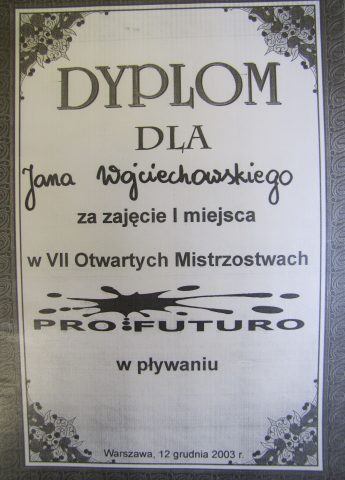 DYPLOM
DLA
Jana Wojciechowskiego
za zajęcie I miejsca
w VII Otwartych Mistrzostwach
PRO FUTURO
w pływaniu
Warszawa, 12 grudnia 2003 r.